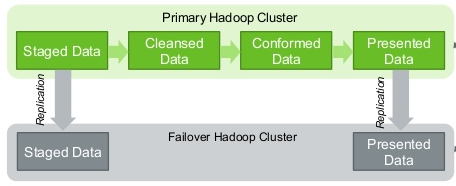 Primary Hadoop Cluster
Staged Data
Cleansed
Data
Conformed
Data
Presented
Data
Replication
Replication
Failover Hadoop Cluster
Staged Data
Presented
Data